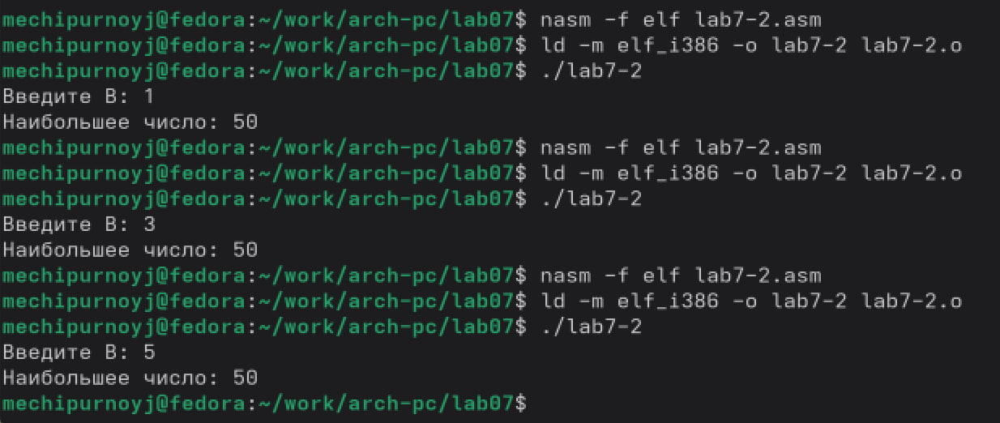 mechipurnoyj@fedora:~/work/arch-pc/lab07$ nasm -f elf lab7-2.asm
mechipurnoyj@fedora:~/work/arch-pc/lab07$ ld -m elf_i386 -o lab7-2 lab7-2.o
mechipurnoyj@fedora:~/work/arch-pc/lab07$ ./lab7-2
Введите B: 1
Наибольшее число: 50
mechipurnoyj@fedora:~/work/arch-pc/lab07$ nasm -f elf lab7-2.asm
mechipurnoyj@fedora:~/work/arch-pc/lab07$ ld -m elf_i386 -o lab7-2 lab7-2.o
mechipurnoyj@fedora:~/work/arch-pc/lab07$ ./lab7-2
Введите B: 3
Наибольшее число: 50
mechipurnoyj@fedora:~/work/arch-pc/lab07$ nasm -f elf lab7-2.asm
mechipurnoyj@fedora:~/work/arch-pc/lab07$ ld -m elf_i386 -o lab7-2 lab7-2.o
mechipurnoyj@fedora:~/work/arch-pc/lab07$ ./lab7-2
Введите B: 5
Наибольшее число: 50
mechipurnoyj@fedora:~/work/arch-pc/lab07$